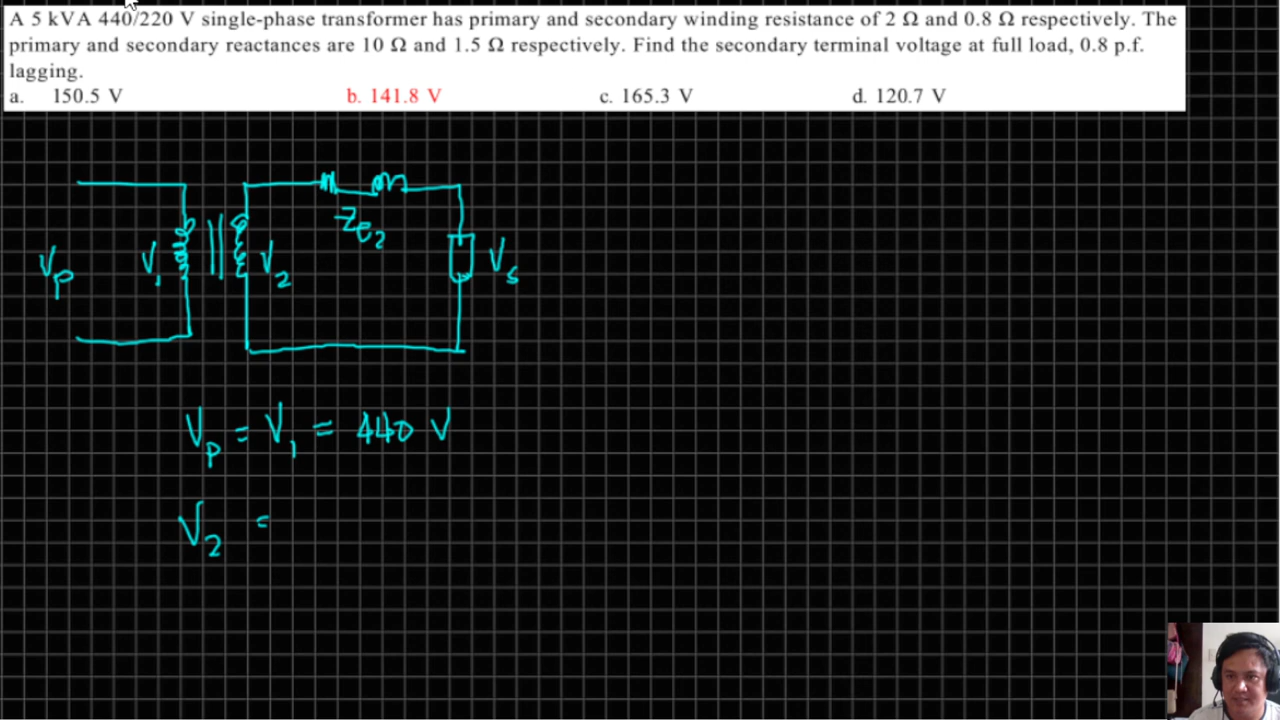 A 5 kVA 440/220 V single-phase transformer has primary and secondary winding resistance of 2 Ω and 0.8 Ω respectively. The
primary and secondary reactances are 10 Ω and 1.5 Ω respectively. Find the secondary terminal voltage at full load, 0.8 p.f.
lagging.
a. 150.5 V b. 141.8 V c. 165.3 V d. 120.7 V
Ze2
Vp V1 V2 Vs
Vp = V1 = 440 V
V2 =